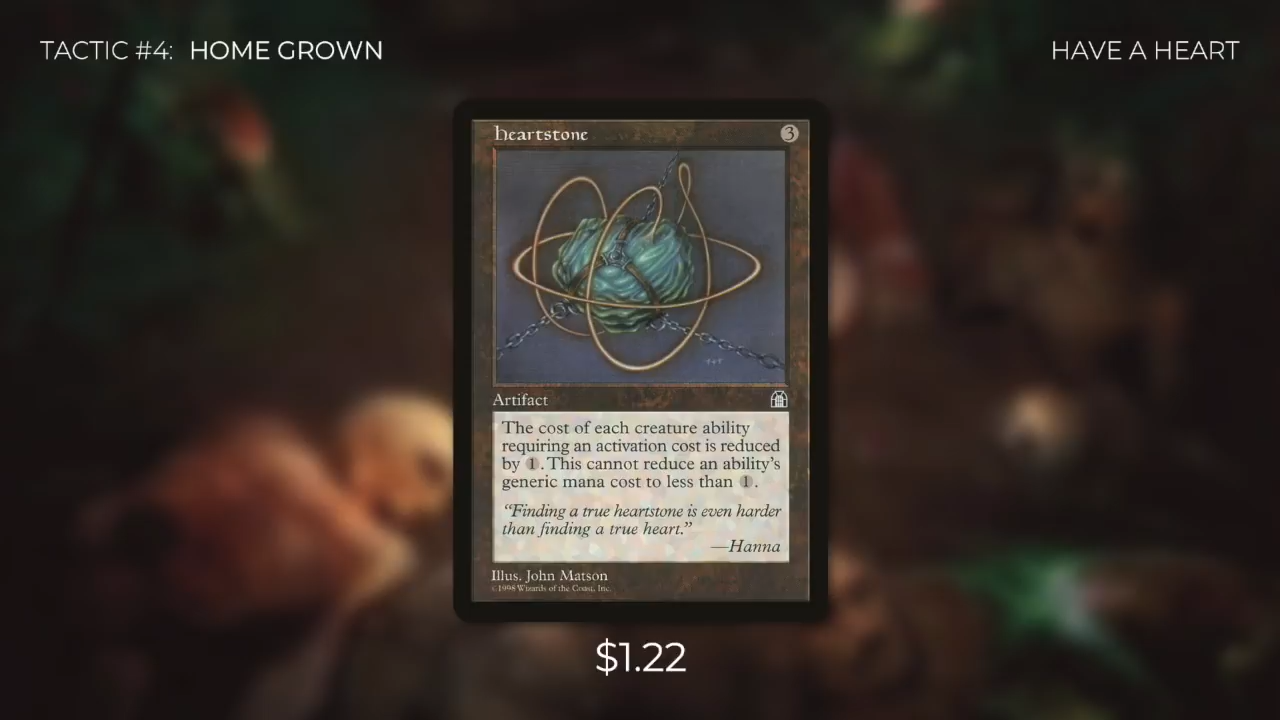 TACTIC #4: HOME GROWN
HAVE A HEART
heartstone 3
Artifact
The cost of each creature ability
requiring an activation cost is reduced
by 1. This cannot reduce an ability's
generic mana cost to less than 1.
"Finding a true heartstone is even harder
than finding a true heart."
—Hanna
Illus. John Matson
©1998 Wizards of the Coast, Inc.
$1.22